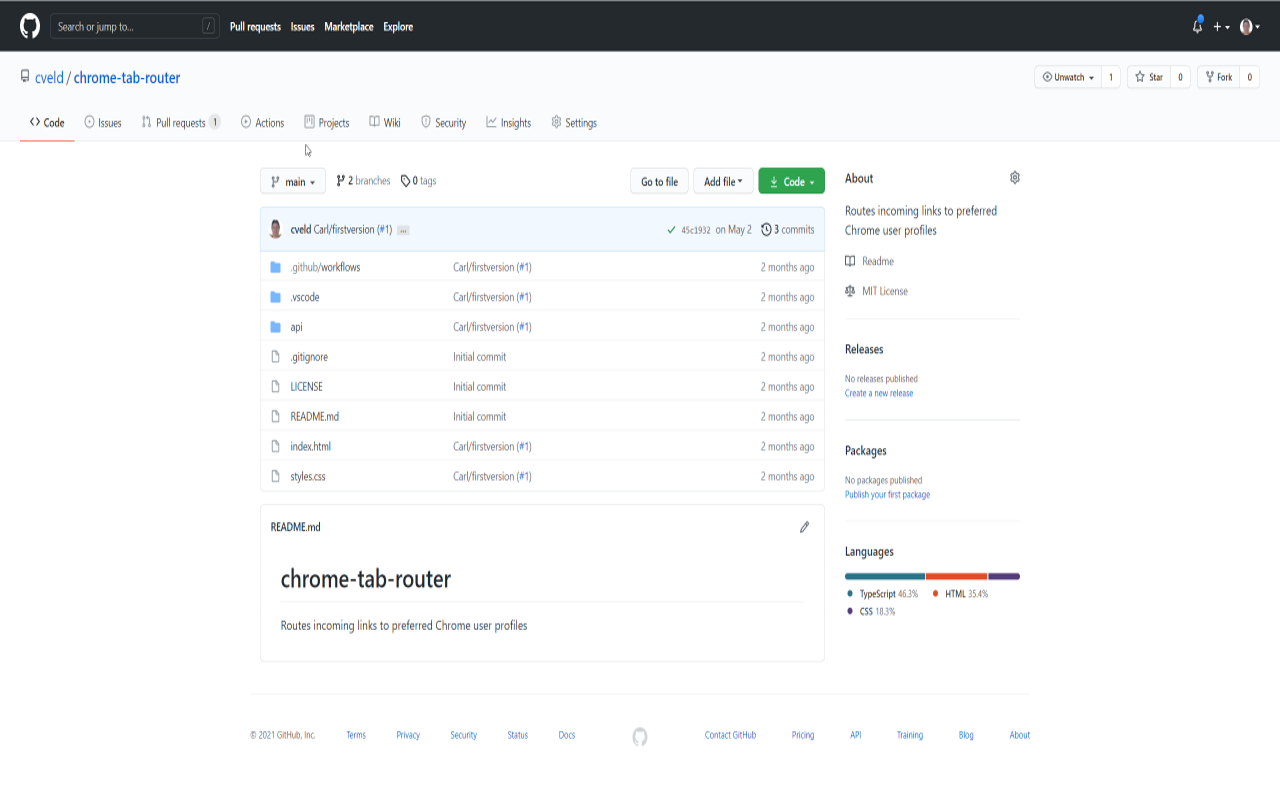 Search or jump to... /
Pull requests Issues Marketplace Explore
cveld / chrome-tab-router
Unwatch 1 Star 0 Fork 0
Code Issues Pull requests 1 Actions Projects Wiki Security Insights Settings
main 2 branches 0 tags Go to file Add file Code
cveld Carl/firstversion (#1) ... 45c1932 on May 2 3 commits
.github/workflows Carl/firstversion (#1) 2 months ago
.vscode Carl/firstversion (#1) 2 months ago
api Carl/firstversion (#1) 2 months ago
.gitignore Initial commit 2 months ago
LICENSE Initial commit 2 months ago
README.md Initial commit 2 months ago
index.html Carl/firstversion (#1) 2 months ago
styles.css Carl/firstversion (#1) 2 months ago
README.md
chrome-tab-router
Routes incoming links to preferred Chrome user profiles
About
Routes incoming links to preferred
Chrome user profiles
Readme
MIT License
Releases
No releases published
Create a new release
Packages
No packages published
Publish your first package
Languages
TypeScript 46.3% HTML 35.4%
CSS 18.3%
© 2021 GitHub, Inc. Terms Privacy Security Status Docs Contact GitHub Pricing API Training Blog About